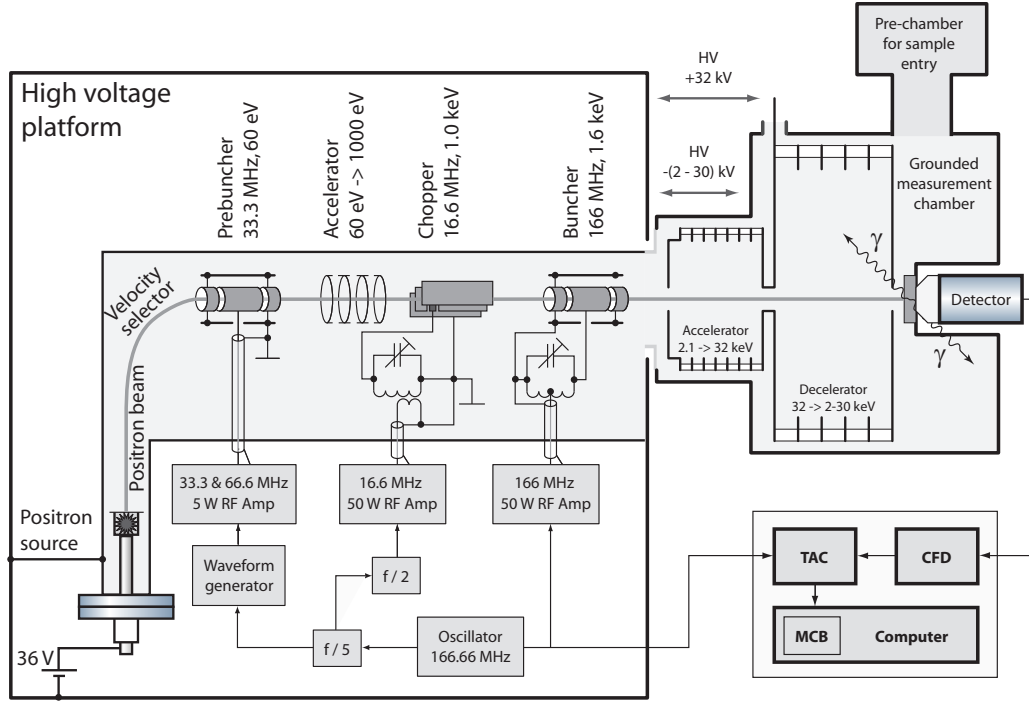 Pre-chamber
for sample
entry
HV
+32 kV
High voltage
platform
Prebuncher
33.3 MHz, 60 eV
Accelerator
60 eV -> 1000 eV
Chopper
16.6 MHz, 1.0 keV
Buncher
166 MHz, 1.6 keV
HV
-(2 - 30) kV
Grounded
measurement
chamber
γ
Velocity
selector
Detector
Accelerator
2.1 -> 32 keV
γ
Decelerator
32 -> 2-30 keV
Positron beam
33.3 & 66.6 MHz
5 W RF Amp
16.6 MHz
50 W RF Amp
166 MHz
50 W RF Amp
Positron
source
Waveform
generator
f / 2
TAC
CFD
f / 5
Oscillator
166.66 MHz
MCB
Computer
36 V